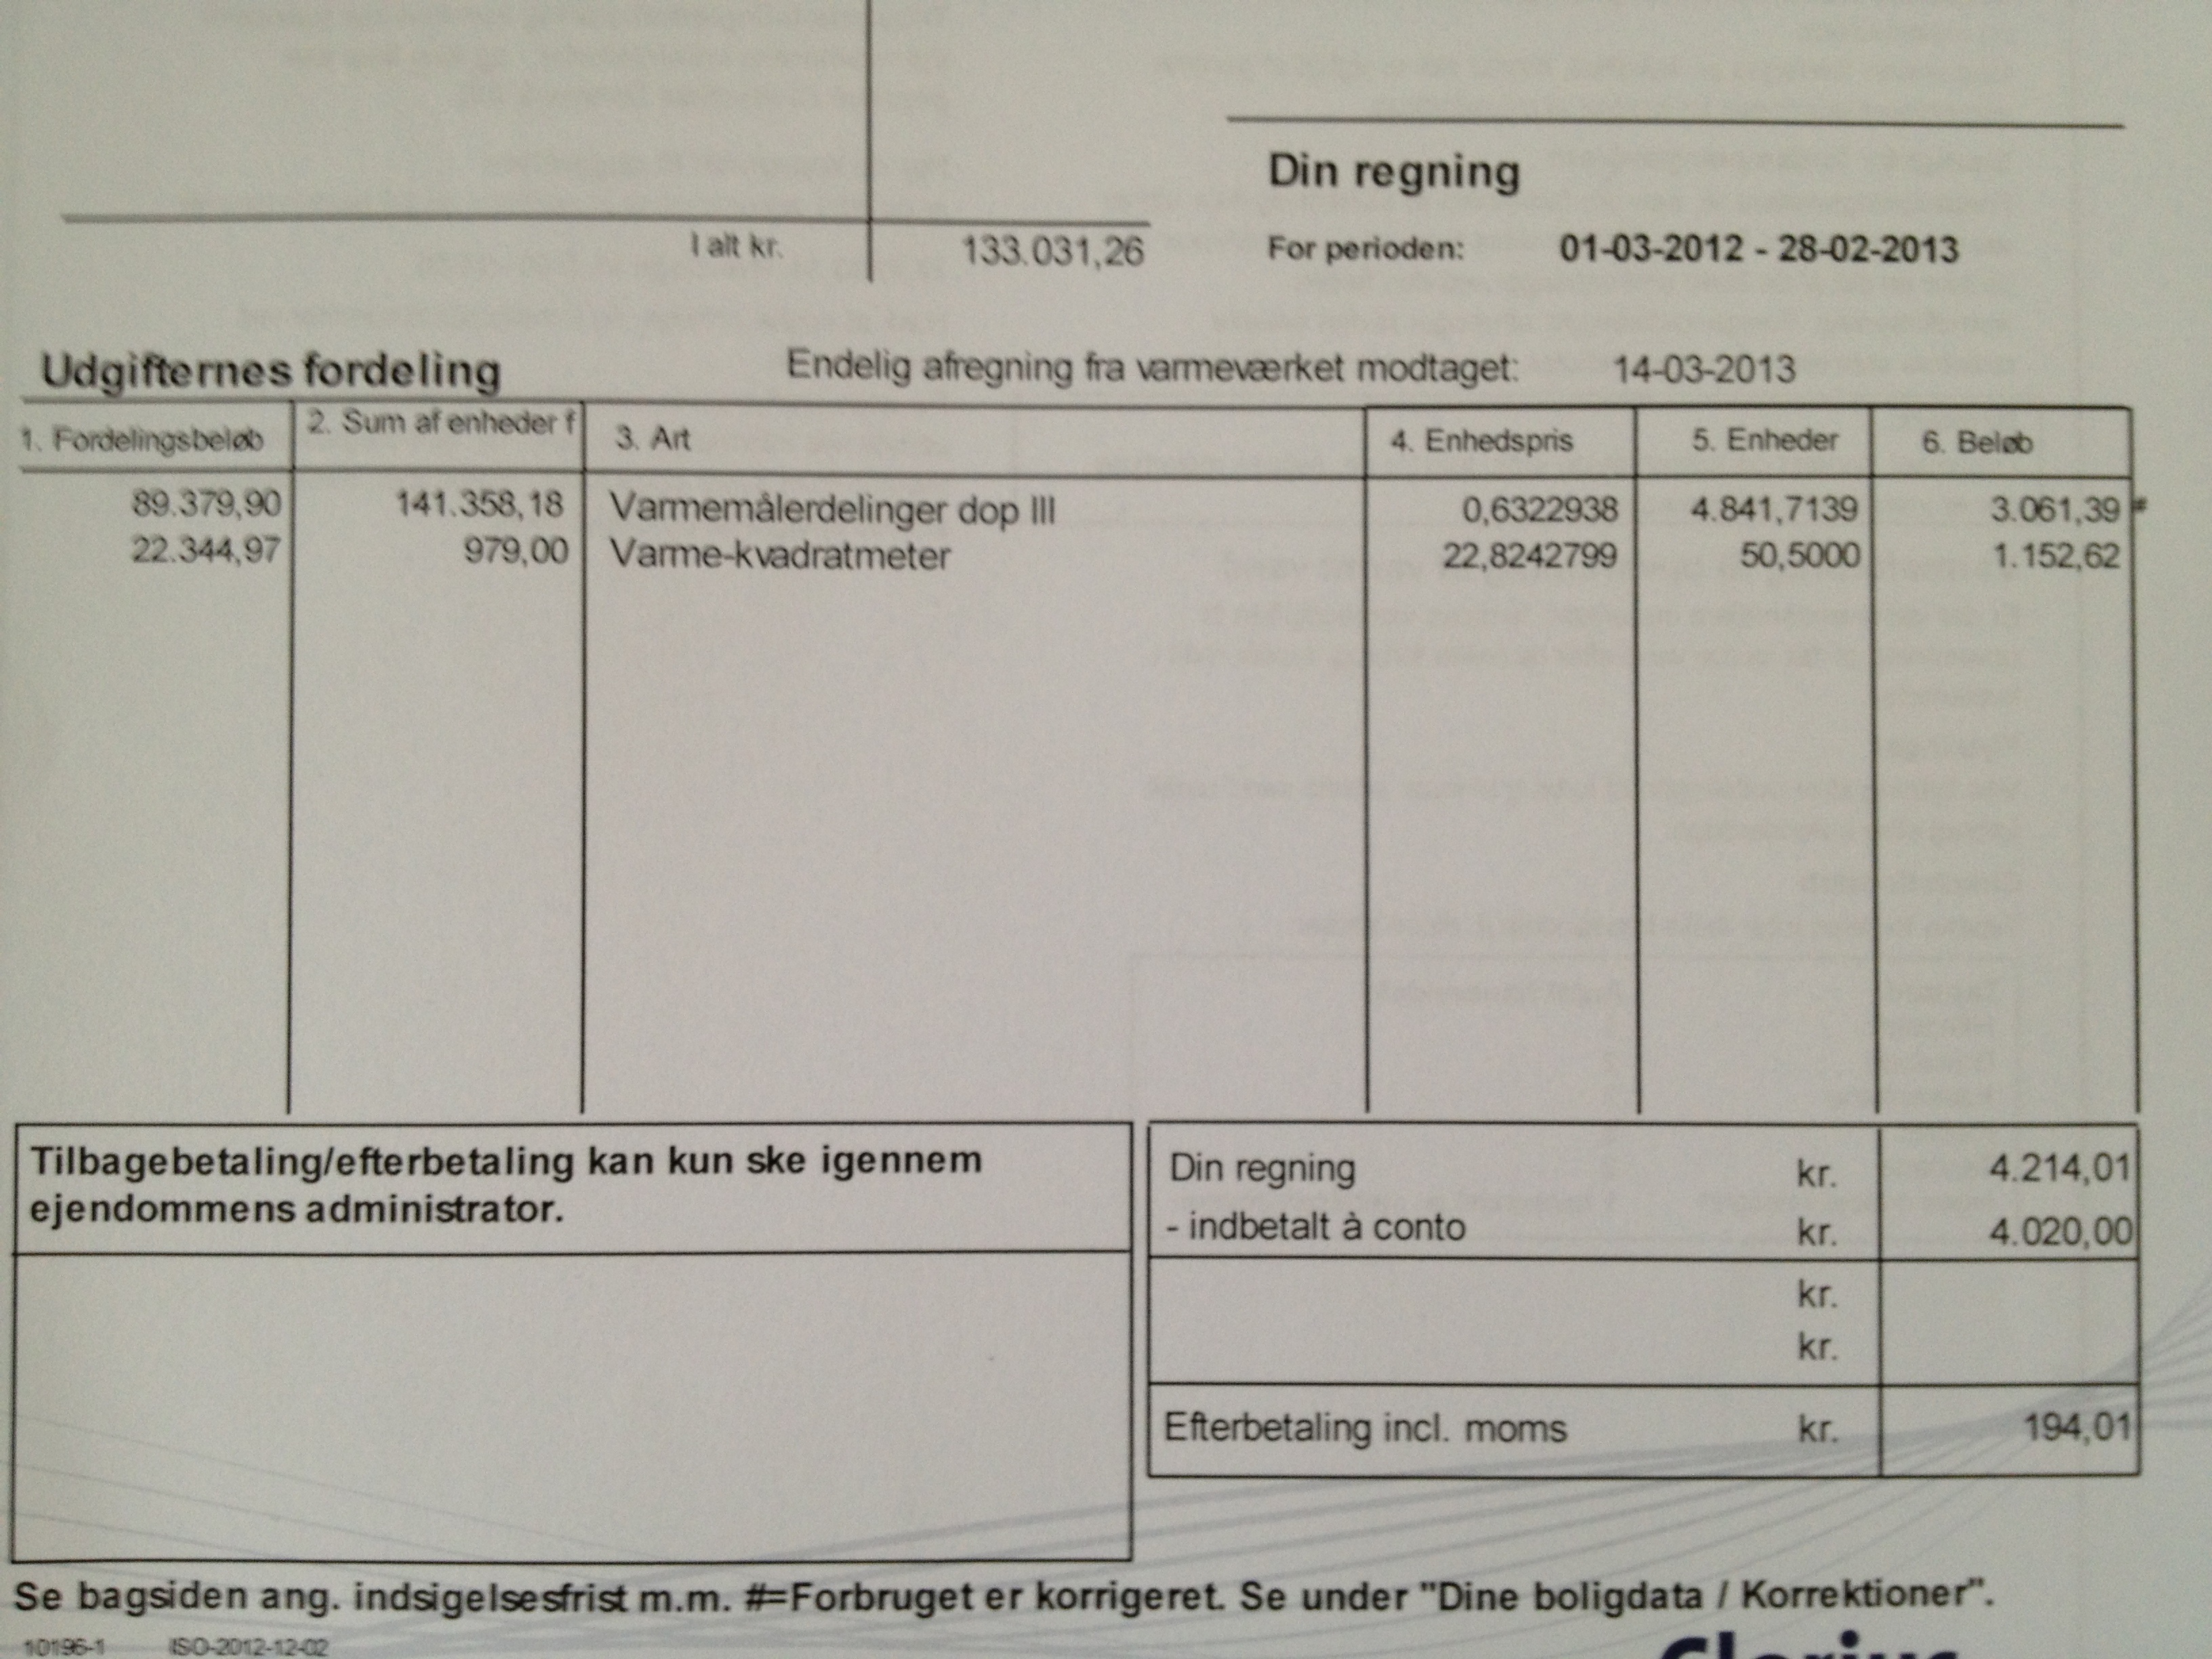 Din regning
I alt kr. 133.031,26 For perioden: 01-03-2012 - 28-02-2013
Udgifternes fordeling Endelig afregning fra varmeværket modtaget: 14-03-2013
1. Fordelingsbeløb 2. Sum af enheder f 3. Art 4. Enhedspris 5. Enheder 6. Beløb
89.379,90 141.358,18 Varmemålerdelinger dop III 0,6322938 4.841,7139 3.061,39 #
22.344,97 979,00 Varme-kvadratmeter 22,8242799 50,5000 1.152,62
Tilbagebetaling/efterbetaling kan kun ske igennem
ejendommens administrator.
Din regning kr. 4.214,01
- indbetalt à conto kr. 4.020,00
kr.
kr.
Efterbetaling incl. moms kr. 194,01
Se bagsiden ang. indsigelsesfrist m.m. #=Forbruget er korrigeret. Se under "Dine boligdata / Korrektioner".
10196-1 ISO-2012-12-02